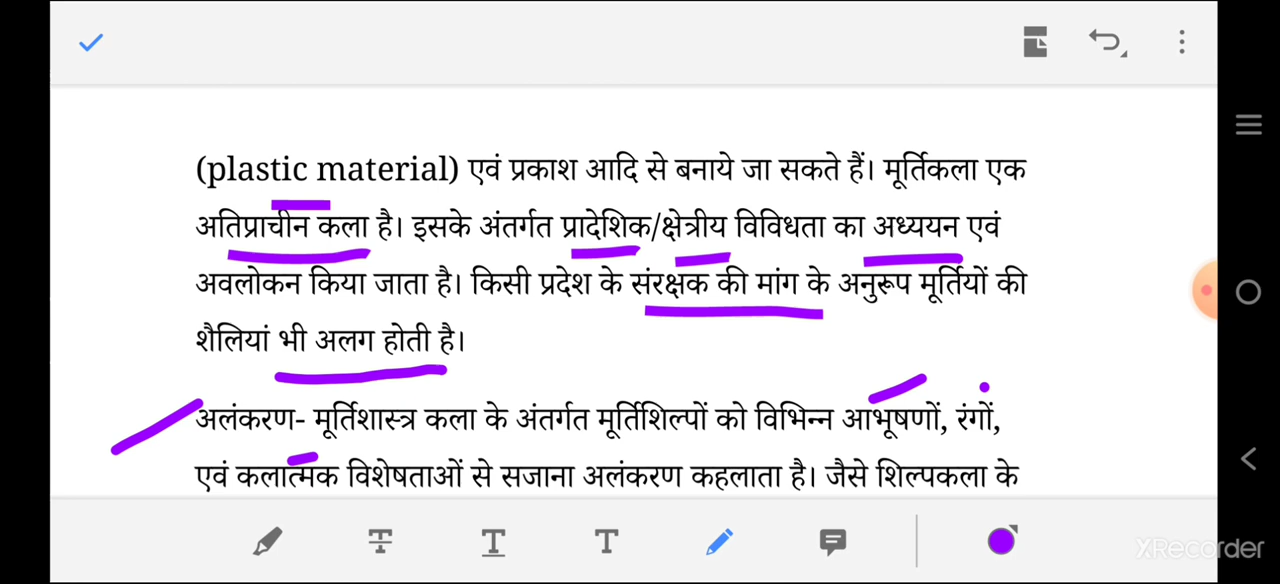 (plastic material) एवं प्रकाश आदि से बनाये जा सकते हैं। मूर्तिकला एक
अतिप्राचीन कला है। इसके अंतर्गत प्रादेशिक/क्षेत्रीय विविधता का अध्ययन एवं
अवलोकन किया जाता है। किसी प्रदेश के संरक्षक की मांग के अनुरूप मूर्तियों की
शैलियां भी अलग होती है।
अलंकरण- मूर्तिशास्त्र कला के अंतर्गत मूर्तिशिल्पों को विभिन्न आभूषणों, रंगों,
एवं कलात्मक विशेषताओं से सजाना अलंकरण कहलाता है। जैसे शिल्पकला के
T T T
XRecorder